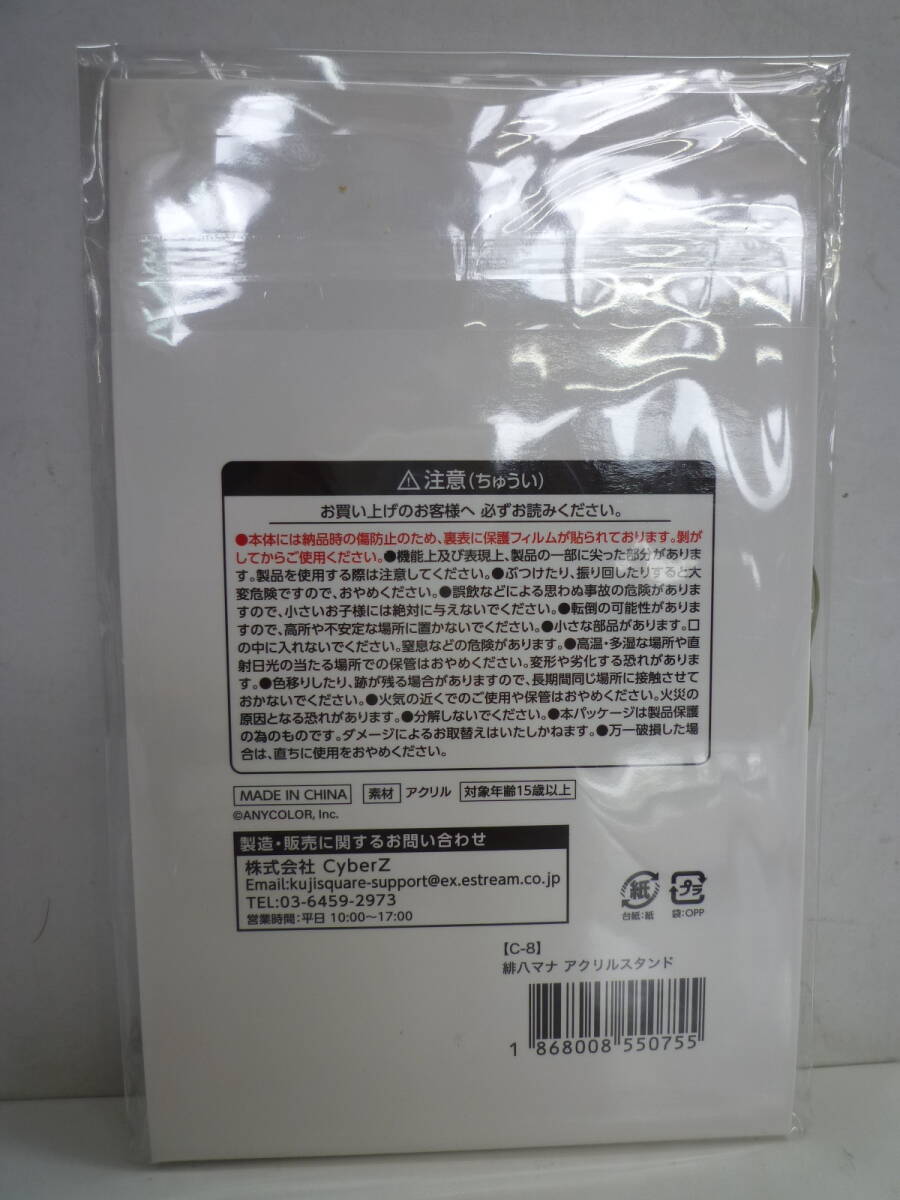 ⚠注意(ちゅうい)
お買い上げのお客様へ 必ずお読みください。
●本体には納品時の傷防止のため、裏表に保護フィルムが貼られております。剝が
してからご使用ください。●機能上及び表現上、製品の一部に尖った部分がありま
す。製品を使用する際は注意してください。●ぶつけたり、振り回したりすると大
変危険ですので、おやめください。●誤飲などによる思わぬ事故の危険があります
ますので、小さいお子様には絶対に与えないでください。●転倒の可能性があります
ますので、高所や不安定な場所に置かないでください。●小さな部品があります。口
の中に入れないでください。窒息などの危険があります。●高温・多湿な場所や直
射日光の当たる場所での保管はおやめください。変形や劣化する恐れがありま
す。●色移りしたり、跡が残る場合がありますので、長期間同じ場所に接触させて
おかないでください。●火気の近くでのご使用や保管はおやめください。火災の
原因となる恐れがあります。●分解しないでください。●本パッケージは製品保護
の為のものです。ダメージによるお取替えはいたしかねます。●万一破損した場
合は、直ちに使用をおやめください。
MADE IN CHINA 素材 アクリル 対象年齢15歳以上
©ANYCOLOR, Inc.
製造・販売に関するお問い合わせ
株式会社 CyberZ
Email:kujisquare-support@ex.estream.co.jp
TEL:03-6459-2973
営業時間:平日 10:00～17:00
紙
台紙:紙
プラ
袋:OPP
【C-8】
緋八マナ アクリルスタンド
1 868008 550755